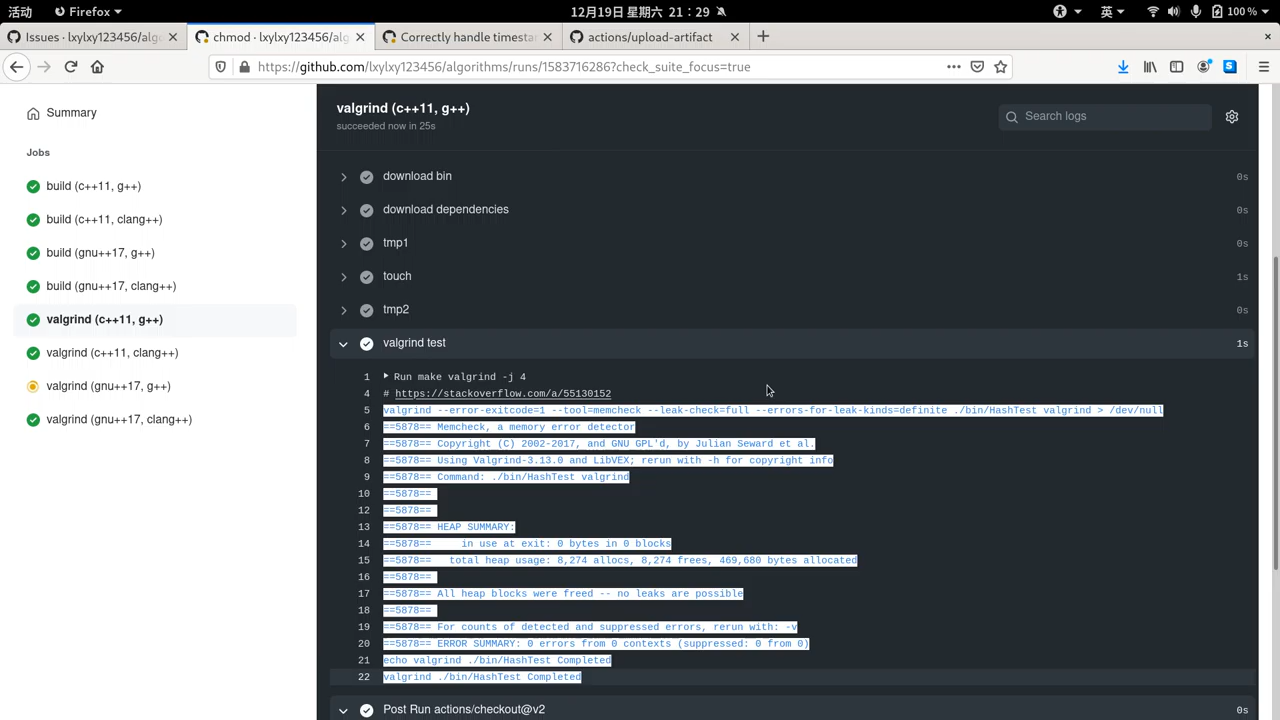 活动 Firefox 12月19日 星期六 21：29 英 100 %
Issues · lxylxy123456/algo chmod · lxylxy123456/alg Correctly handle timesta actions/upload-artifact
https://github.com/lxylxy123456/algorithms/runs/1583716286?check_suite_focus=true
Summary
Jobs
build (c++11, g++)
build (c++11, clang++)
build (gnu++17, g++)
build (gnu++17, clang++)
valgrind (c++11, g++)
valgrind (c++11, clang++)
valgrind (gnu++17, g++)
valgrind (gnu++17, clang++)
valgrind (c++11, g++)
succeeded now in 25s
Search logs
download bin 0s
download dependencies 0s
tmp1 0s
touch 1s
tmp2 0s
valgrind test 1s
1 Run make valgrind -j 4
4 # https://stackoverflow.com/a/55130152
5 valgrind --error-exitcode=1 --tool=memcheck --leak-check=full --errors-for-leak-kinds=definite ./bin/HashTest valgrind > /dev/null
6 ==5878== Memcheck, a memory error detector
7 ==5878== Copyright (C) 2002-2017, and GNU GPL'd, by Julian Seward et al.
8 ==5878== Using Valgrind-3.13.0 and LibVEX; rerun with -h for copyright info
9 ==5878== Command: ./bin/HashTest valgrind
10 ==5878==
12 ==5878==
13 ==5878== HEAP SUMMARY:
14 ==5878==     in use at exit: 0 bytes in 0 blocks
15 ==5878==   total heap usage: 8,274 allocs, 8,274 frees, 469,680 bytes allocated
16 ==5878==
17 ==5878== All heap blocks were freed -- no leaks are possible
18 ==5878==
19 ==5878== For counts of detected and suppressed errors, rerun with: -v
20 ==5878== ERROR SUMMARY: 0 errors from 0 contexts (suppressed: 0 from 0)
21 echo valgrind ./bin/HashTest Completed
22 valgrind ./bin/HashTest Completed
Post Run actions/checkout@v2 0s